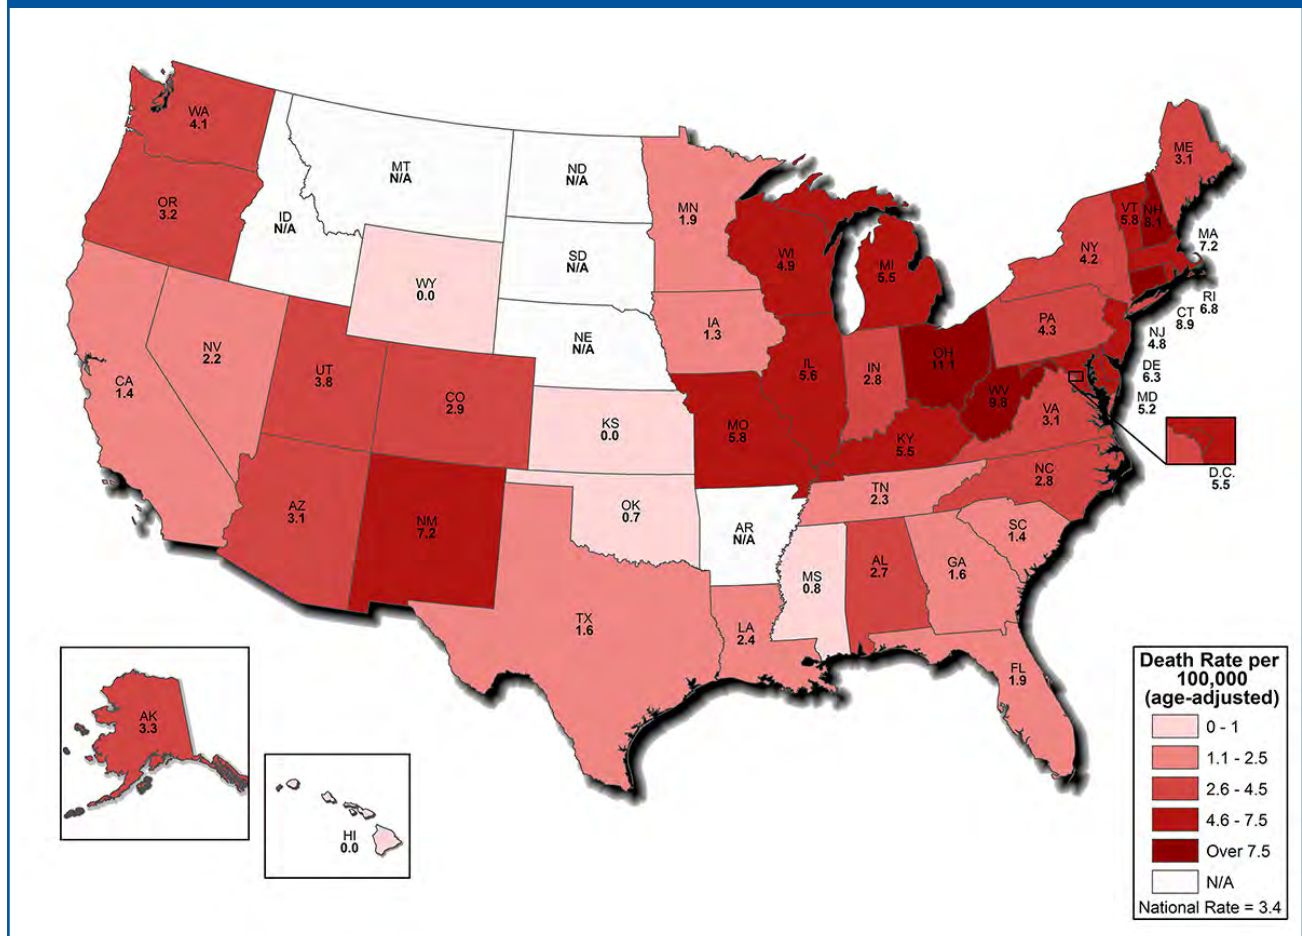 WA
4.1
MT
N/A
ND
N/A
MN
1.9
ME
3.1
OR
3.2
ID
N/A
VT
5.8
NH
8.1
MA
7.2
SD
N/A
WI
4.9
MI
5.5
NY
4.2
WY
0.0
RI
6.8
CT
8.9
IA
1.3
PA
4.3
NJ
4.8
NE
N/A
NV
2.2
UT
3.8
CO
2.9
IL
5.6
IN
2.8
OH
11.1
DE
6.3
CA
1.4
WV
9.8
MD
5.2
VA
3.1
KS
0.0
MO
5.8
KY
5.5
D.C.
5.5
NC
2.8
TN
2.3
AZ
3.1
NM
7.2
OK
0.7
AR
N/A
SC
1.4
MS
0.8
AL
2.7
GA
1.6
TX
1.6
LA
2.4
FL
1.9
AK
3.3
HI
0.0
Death Rate per
100,000
(age-adjusted)
0 - 1
1.1 - 2.5
2.6 - 4.5
4.6 - 7.5
Over 7.5
N/A
National Rate = 3.4